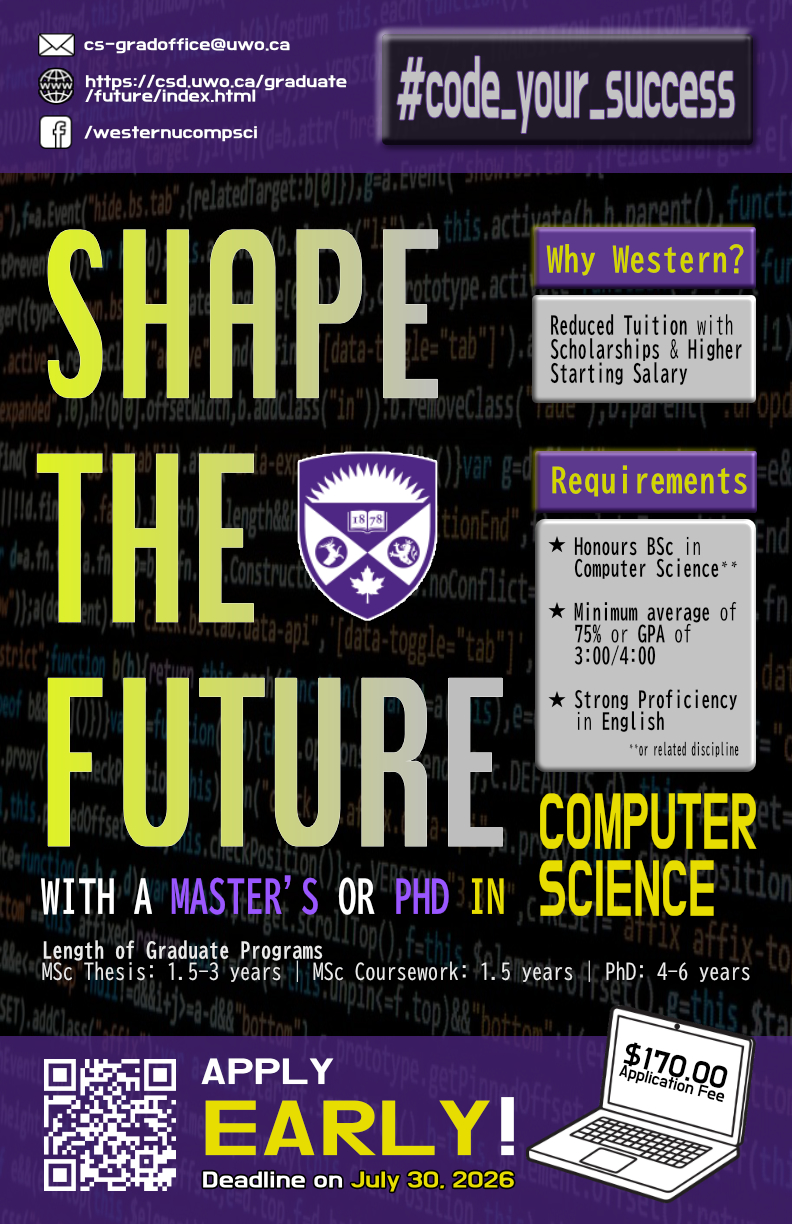 cs-gradoffice@uwo.ca
https://csd.uwo.ca/graduate
/future/index.html
/westernucompsci
#code_your_success
SHAPE
THE
1878
FUTURE
WITH A MASTER'S OR PHD IN
COMPUTER
SCIENCE
Why Western?
Reduced Tuition with
Scholarships & Higher
Starting Salary
Requirements
★ Honours BSc in
Computer Science**
★ Minimum average of
75% or GPA of
3:00/4:00
★ Strong Proficiency
in English
**or related discipline
Length of Graduate Programs
MSc Thesis: 1.5-3 years | MSc Coursework: 1.5 years | PhD: 4-6 years
APPLY
EARLY!
Deadline on July 30, 2026
$170.00
Application Fee